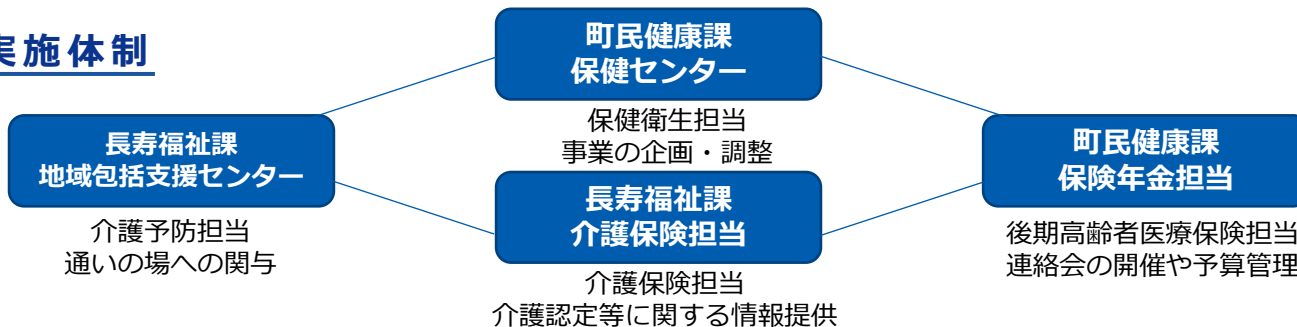 実施体制
町民健康課
保健センター
保健衛生担当
事業の企画・調整
長寿福祉課
地域包括支援センター
介護予防担当
通いの場への関与
長寿福祉課
介護保険担当
介護保険担当
介護認定等に関する情報提供
町民健康課
保険年金担当
後期高齢者医療保険担当
連絡会の開催や予算管理